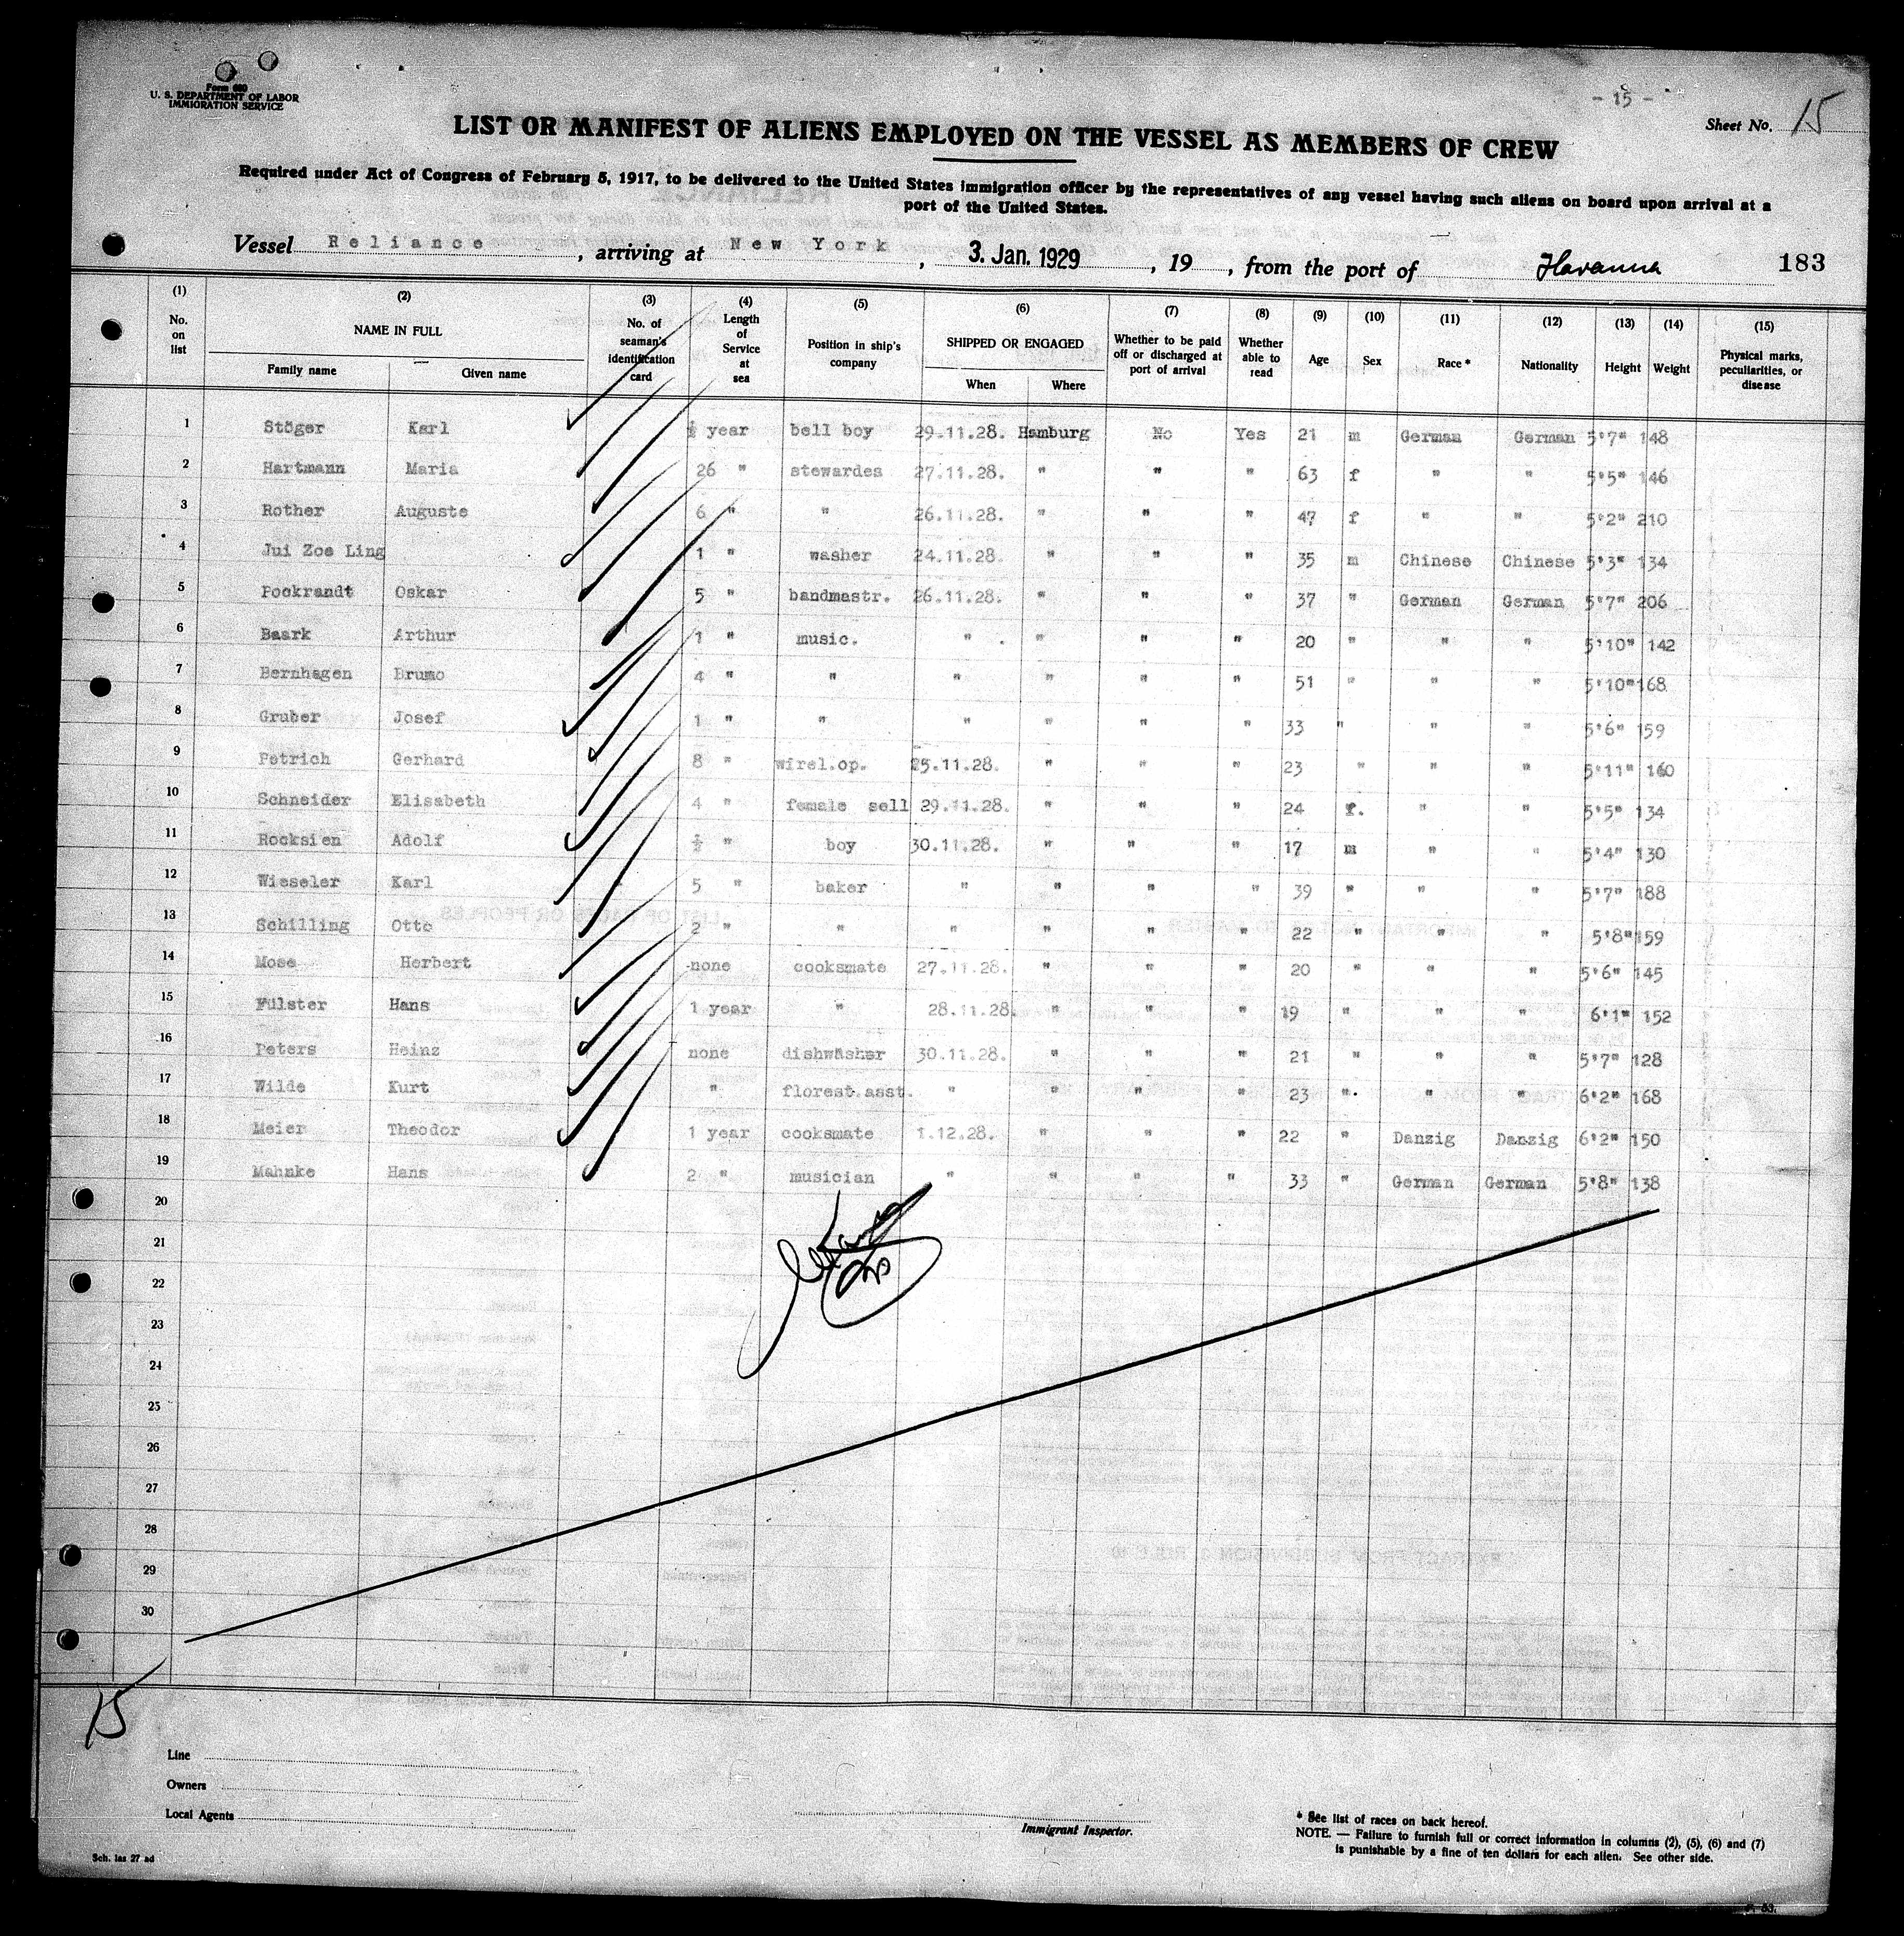 Form 680
U. S. DEPARTMENT OF LABOR
IMMIGRATION SERVICE
- 15 -
Sheet No. 15
LIST OR MANIFEST OF ALIENS EMPLOYED ON THE VESSEL AS MEMBERS OF CREW
Required under Act of Congress of February 5, 1917, to be delivered to the United States immigration officer by the representatives of any vessel having such aliens on board upon arrival at a
port of the United States.
Vessel Reliance, arriving at New York, 3. Jan. 1929, 19 , from the port of Havanna 183
(1) No. on list (2) NAME IN FULL Family name Given name (3) No. of seaman's identification card (4) Length of Service at sea (5) Position in ship's company (6) SHIPPED OR ENGAGED When Where (7) Whether to be paid off or discharged at port of arrival (8) Whether able to read (9) Age (10) Sex (11) Race * (12) Nationality (13) Height (14) Weight (15) Physical marks, peculiarities, or disease
1 Stöger Karl ½ year bell boy 29.11.28. Hamburg No Yes 21 m German German 5'7" 148
2 Hartmann Maria 26 " stewardes 27.11.28. " " " 63 f " " 5'5" 146
3 Rother Auguste 6 " " 26.11.28. " " " 47 f " " 5'2" 210
4 Jui Zoe Ling 1 " washer 24.11.28. " " " 35 m Chinese Chinese 5'3" 134
5 Pockrandt Oskar 5 " bandmastr. 26.11.28. " " " 37 " German German 5'7" 206
6 Baark Arthur 1 " music. " . " " " 20 " " " 5'10" 142
7 Bernhagen Bruno 4 " " " " " " 51 " " " 5'10" 168
8 Gruber Josef 1 " " " " " " 33 " " " 5'6" 159
9 Petrich Gerhard 8 " wirel.op. 25.11.28. " " " 23 " " " 5'11" 160
10 Schneider Elisabeth 4 " female sell 29.11.28. " " " 24 f. " " 5'5" 134
11 Rocksien Adolf ½ " boy 30.11.28. " " " 17 m " " 5'4" 130
12 Wieseler Karl 5 " baker " " " " 39 " " " 5'7" 188
13 Schilling Otto 2 " " " " " " 22 " " " 5'8" 159
14 Mose Herbert none cooksmate 27.11.28. " " " 20 " " " 5'6" 145
15 Fülster Hans 1 year " 28.11.28. " " " 19 " " " 6'1" 152
16 Peters Heinz none dishwäsher 30.11.28. " " " 21 " " " 5'7" 128
17 Wilde Kurt " florest.asst. " " " " 23 " " " 6'2" 168
18 Meier Theodor 1 year cooksmate 1.12.28. " " " 22 " Danzig Danzig 6'2" 150
19 Mahnke Hans 2 " musician " " " " 33 " German German 5'8" 138
20
21
22
23
24
25
26
27
28
29
30
15
Line
Owners
Local Agents
Immigrant Inspector.
* See list of races on back hereof.
NOTE. — Failure to furnish full or correct information in columns (2), (5), (6) and (7)
is punishable by a fine of ten dollars for each alien. See other side.
Sch. las 27 ad